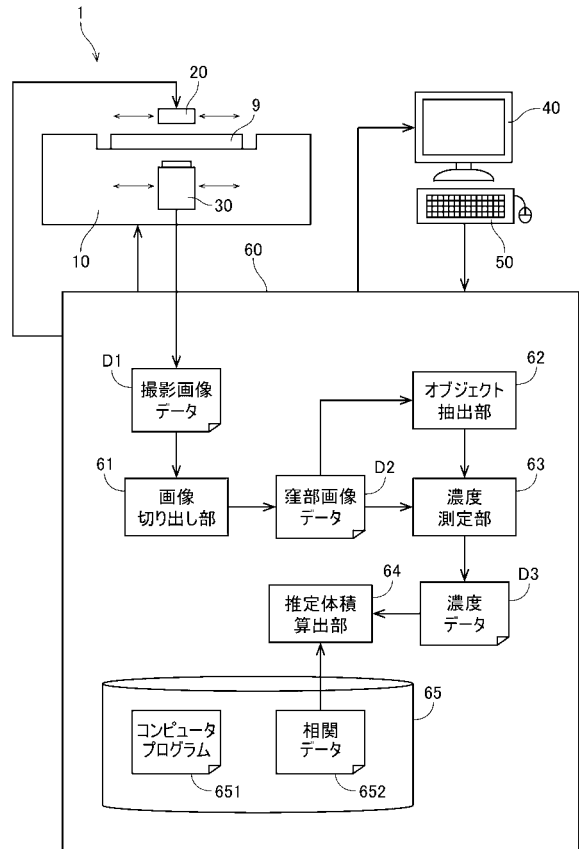 1
20
9
40
30
10
50
60
D1
撮影画像
データ
62
オブジェクト
抽出部
61
画像
切り出し部
D2
窪部画像
データ
63
濃度
測定部
64
推定体積
算出部
D3
濃度
データ
65
コンピュータ
プログラム
651
相関
データ
652